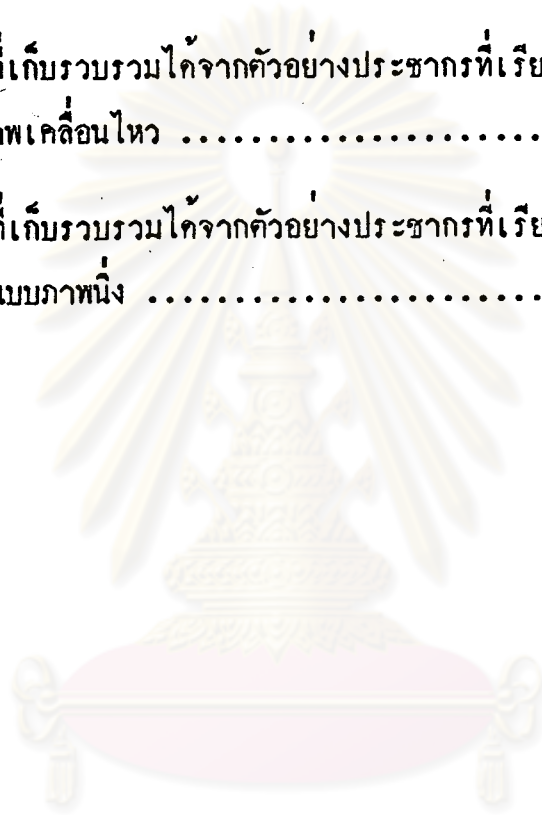 ที่เก็บรวบรวมได้จากตัวอย่างประชากรที่เรีย
าพเคลื่อนไหว ......................
ที่เก็บรวบรวมได้จากตัวอย่างประชากรที่เรีย
แบบภาพนิ่ง ........................